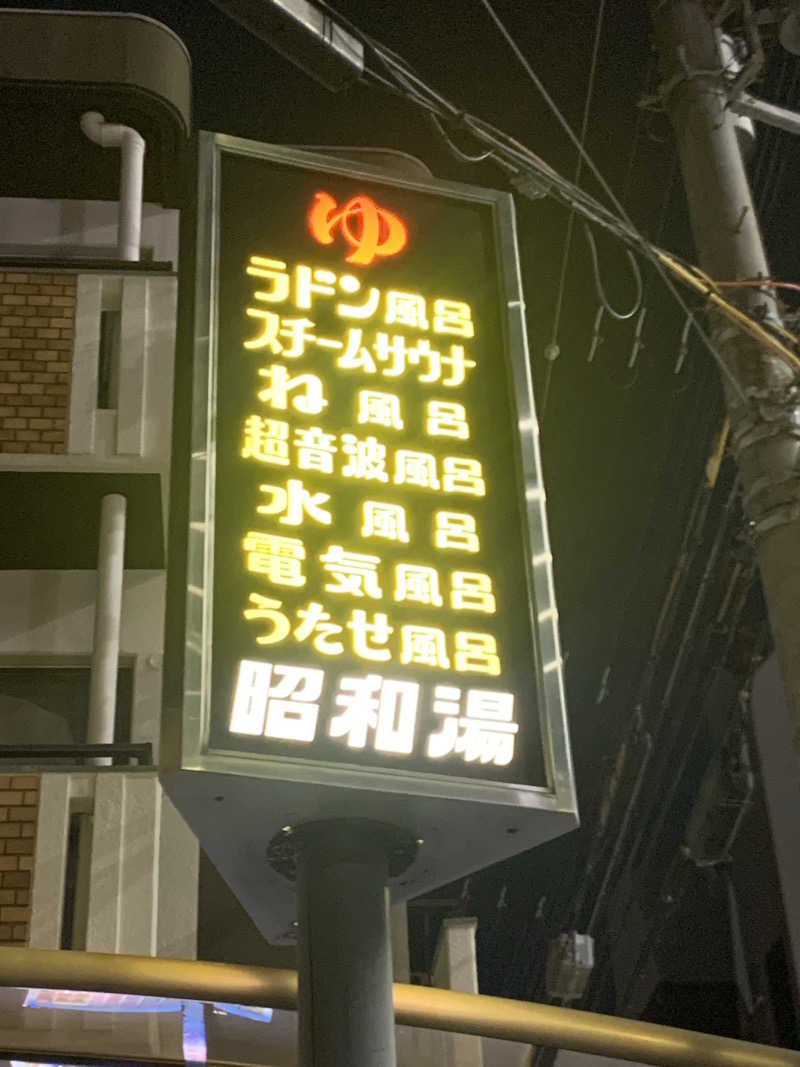 ゆ
ラドン風呂
スチームサウナ
ね風呂
超音波風呂
水風呂
電気風呂
うたせ風呂
昭和湯